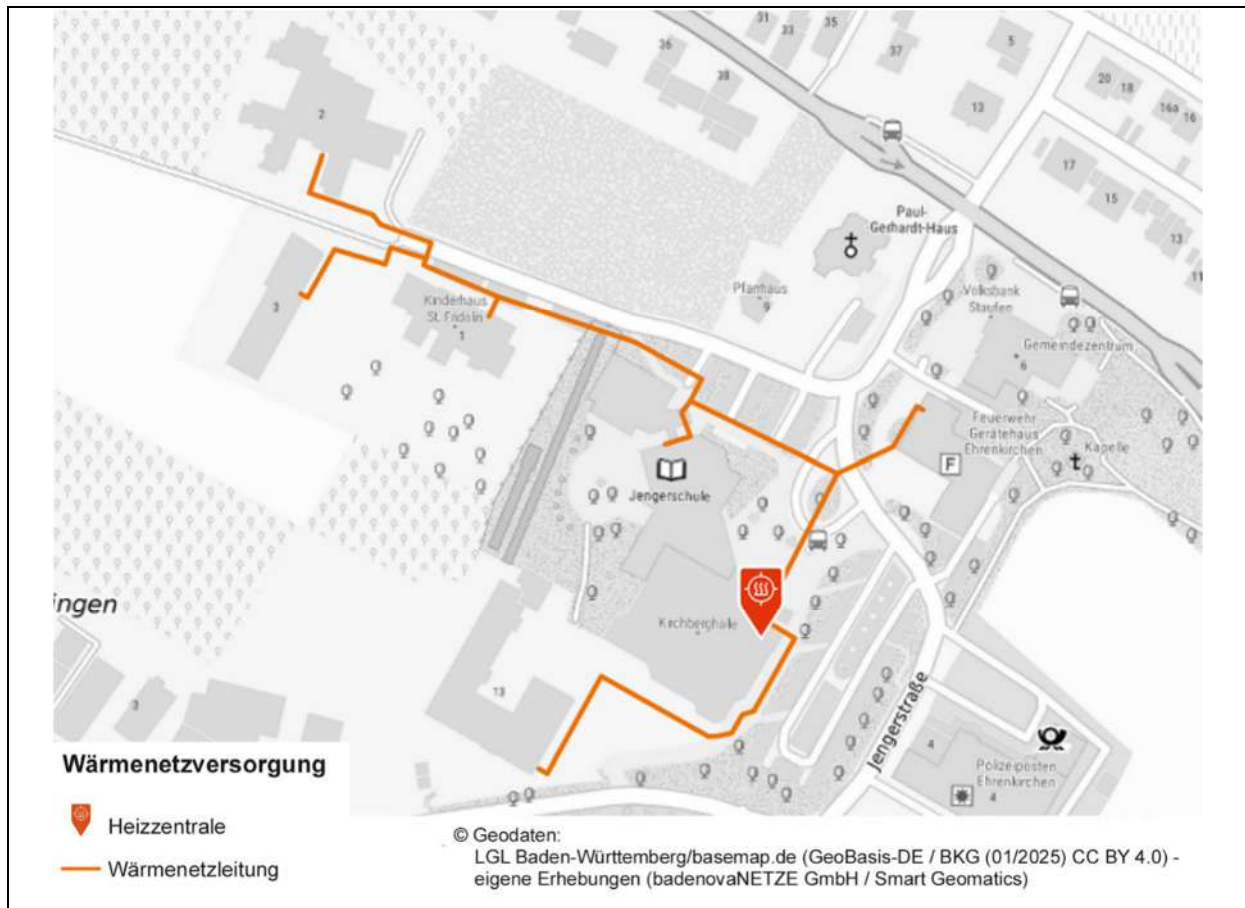 31
33
35
36
37
38
5
13
20
18
16a
16
17
15
13
11
2
Paul-
Gerhardt-Haus
Pfarrhaus
9
Volksbank
Staufen
Gemeindezentrum
6
Kinderhaus
St. Fridolin
1
3
Feuerwehr
Gerätehaus
Ehrenkirchen
F
Kapelle
Jengerschule
Kirchberghalle
ingen
13
3
Jengerstraße
4
Polizeiposten
Ehrenkirchen
4
Wärmenetzversorgung
Heizzentrale
Wärmenetzleitung
© Geodaten:
LGL Baden-Württemberg/basemap.de (GeoBasis-DE / BKG (01/2025) CC BY 4.0) -
eigene Erhebungen (badenovaNETZE GmbH / Smart Geomatics)